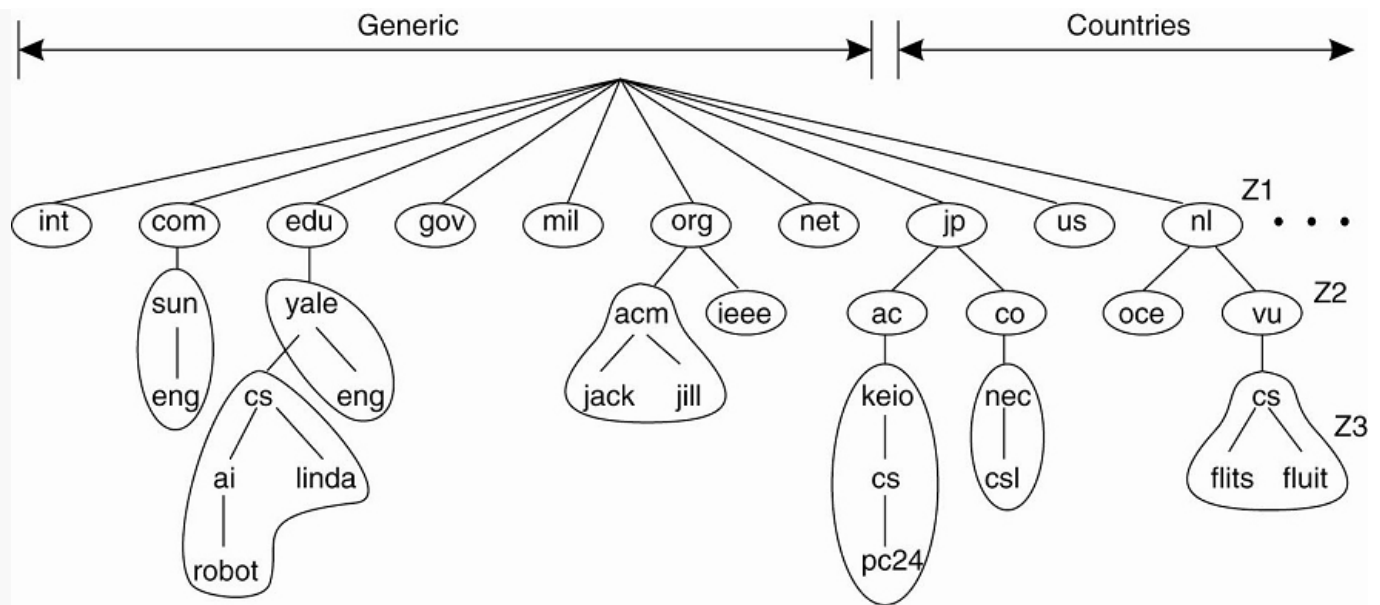 Generic Countries
int com edu gov mil org net jp us nl Z1 • • •
sun yale acm ieee ac co oce vu Z2
eng cs eng jack jill keio nec cs Z3
ai linda cs csl flits fluit
robot pc24